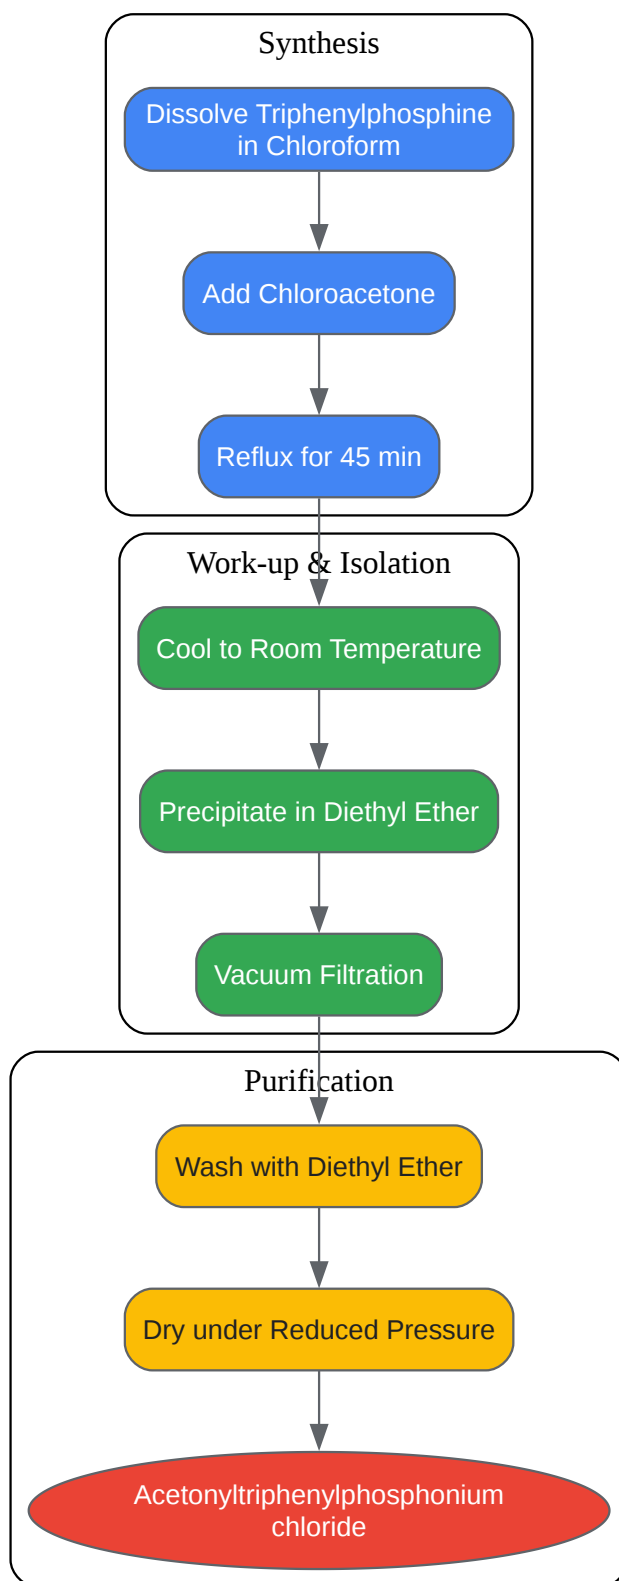 Synthesis
Dissolve Triphenylphosphine
in Chloroform
Add Chloroacetone
Reflux for 45 min
Work-up & Isolation
Cool to Room Temperature
Precipitate in Diethyl Ether
Vacuum Filtration
Purification
Wash with Diethyl Ether
Dry under Reduced Pressure
Acetonyltriphenylphosphonium
chloride